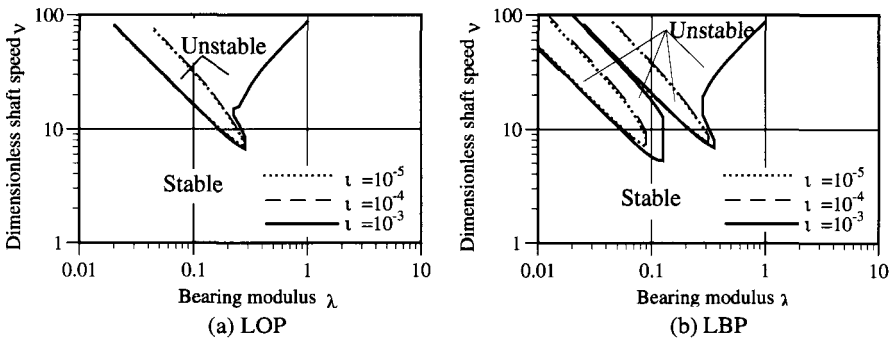 Dimensionless shaft speed ν
100
10
1
0.01
0.1
1
10
Unstable
Stable
ι =10⁻⁵
ι =10⁻⁴
ι =10⁻³
Bearing modulus λ
(a) LOP
Dimensionless shaft speed ν
100
10
1
0.01
0.1
1
10
Unstable
Stable
ι =10⁻⁵
ι =10⁻⁴
ι =10⁻³
Bearing modulus λ
(b) LBP